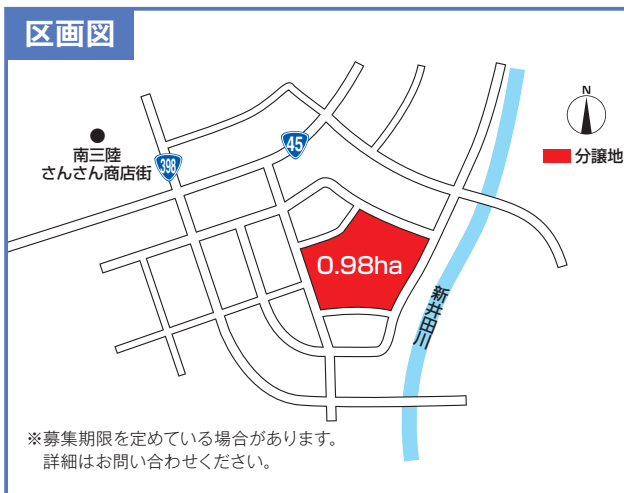 区画図
N
南三陸
さんさん商店街
398
45
分譲地
0.98ha
新井田川
※募集期限を定めている場合があります。
詳細はお問い合わせください。